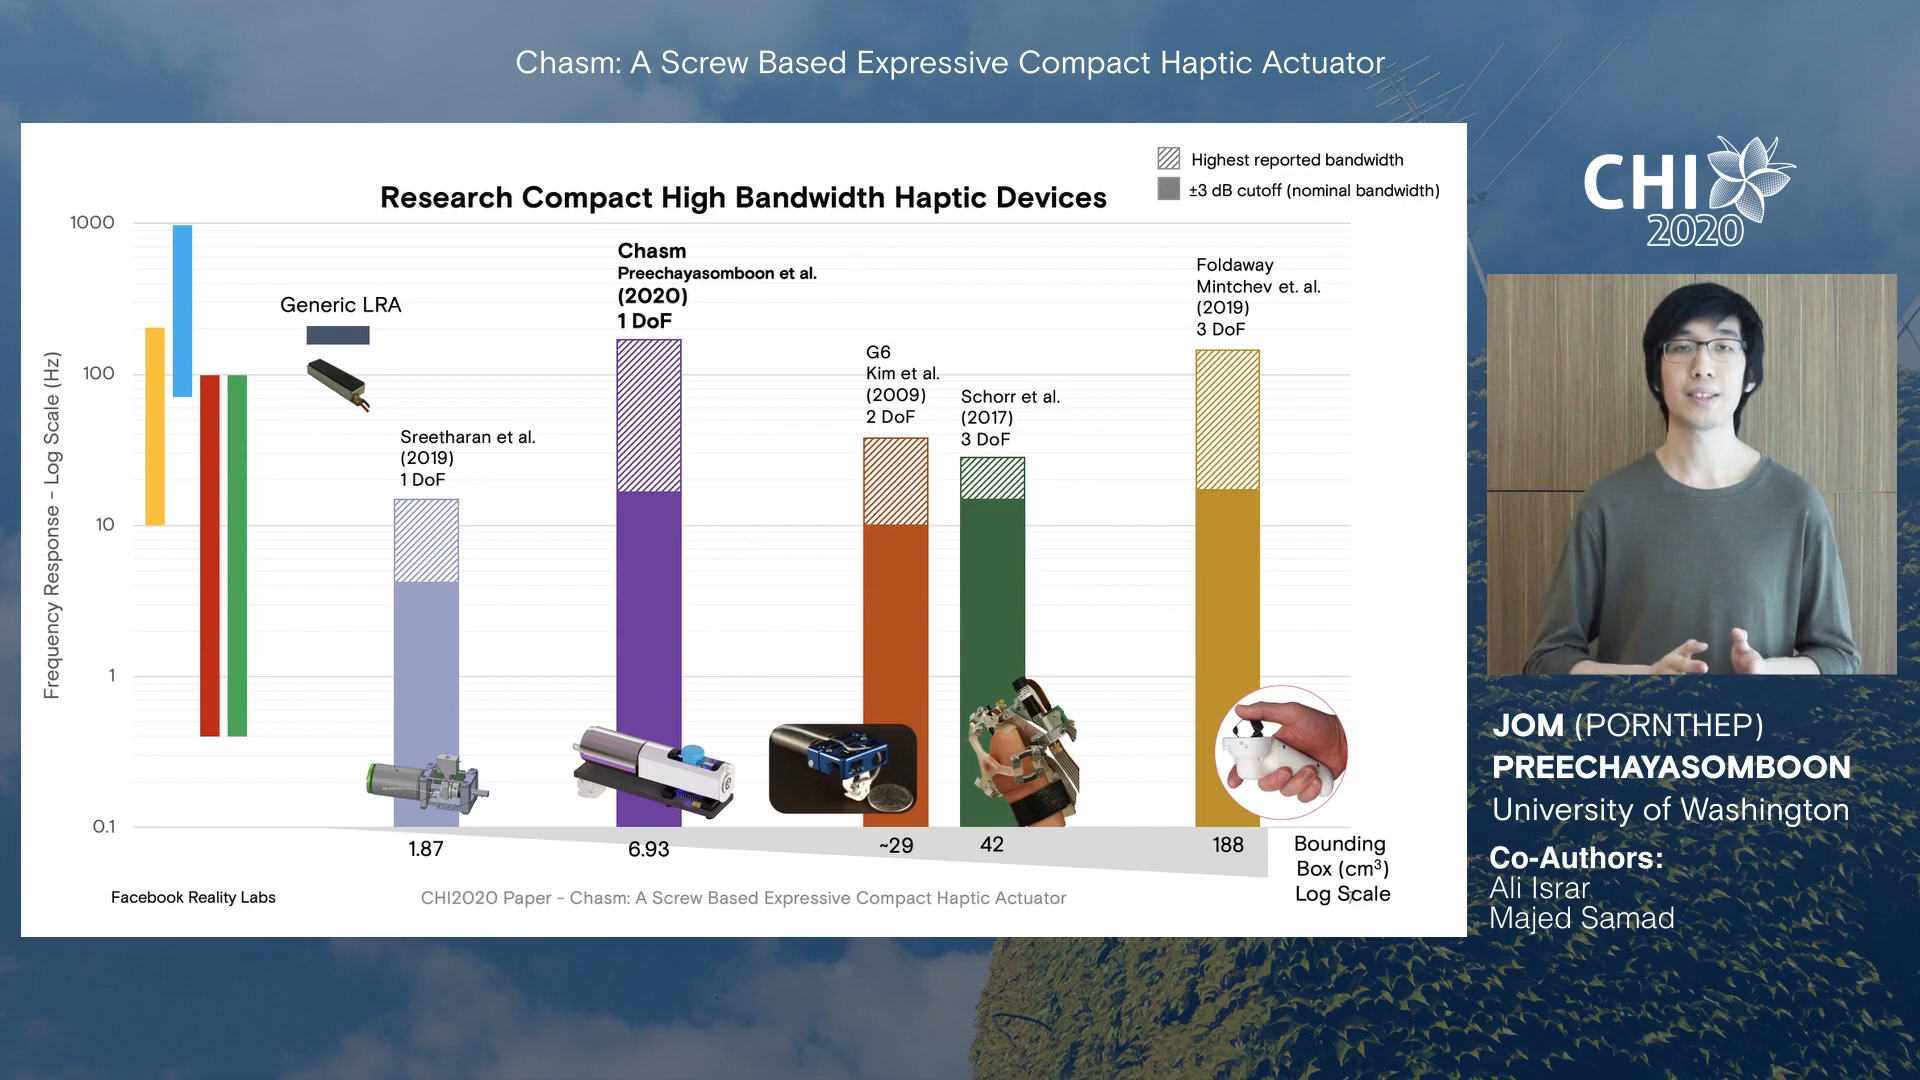 Chasm: A Screw Based Expressive Compact Haptic Actuator
Highest reported bandwidth
±3 dB cutoff (nominal bandwidth)
Research Compact High Bandwidth Haptic Devices
Frequency Response - Log Scale (Hz)
1000
100
10
1
0.1
Generic LRA
Sreetharan et al.
(2019)
1 DoF
Chasm
Preechayasomboon et al.
(2020)
1 DoF
G6
Kim et al.
(2009)
2 DoF
Schorr et al.
(2017)
3 DoF
Foldaway
Mintchev et. al.
(2019)
3 DoF
1.87
6.93
~29
42
188
Bounding
Box (cm³)
Log Scale
Facebook Reality Labs
CHI2020 Paper - Chasm: A Screw Based Expressive Compact Haptic Actuator
CHI
2020
JOM (PORNTHEP)
PREECHAYASOMBOON
University of Washington
Co-Authors:
Ali Israr
Majed Samad